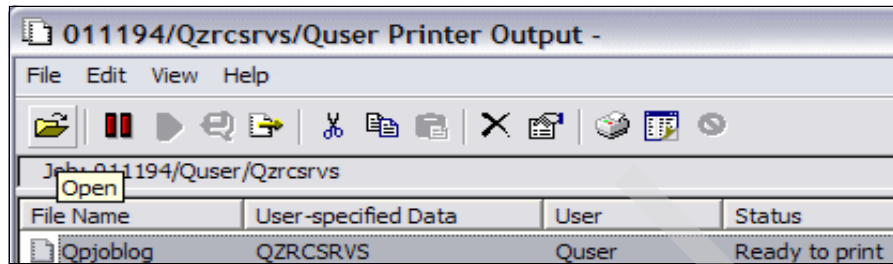 011194/Qzrcsrvs/Quser Printer Output -
File Edit View Help
Job: 011194/Quser/Qzrcsrvs
Open
File Name User-specified Data User Status
Qpjoblog QZRCSRVS Quser Ready to print